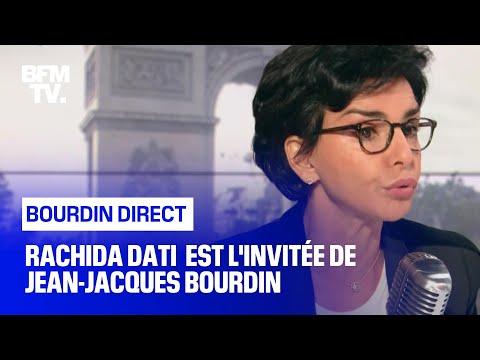 BFM
TV.
BOURDIN DIRECT
RACHIDA DATI EST L'INVITÉE DE
JEAN-JACQUES BOURDIN